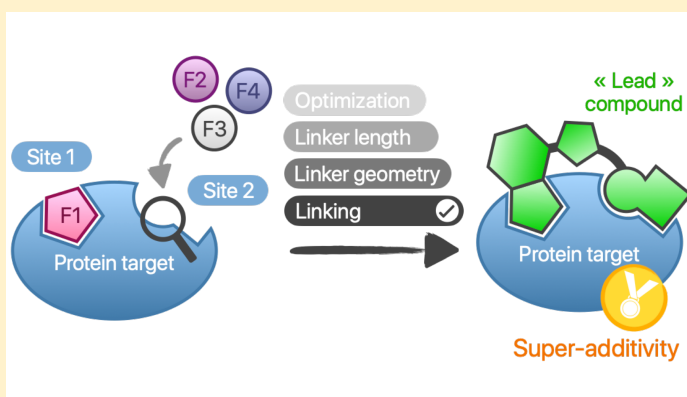 F2
F4
F3
Site 1
Site 2
F1
Protein target
Optimization
Linker length
Linker geometry
Linking
« Lead »
compound
Protein target
Super-additivity